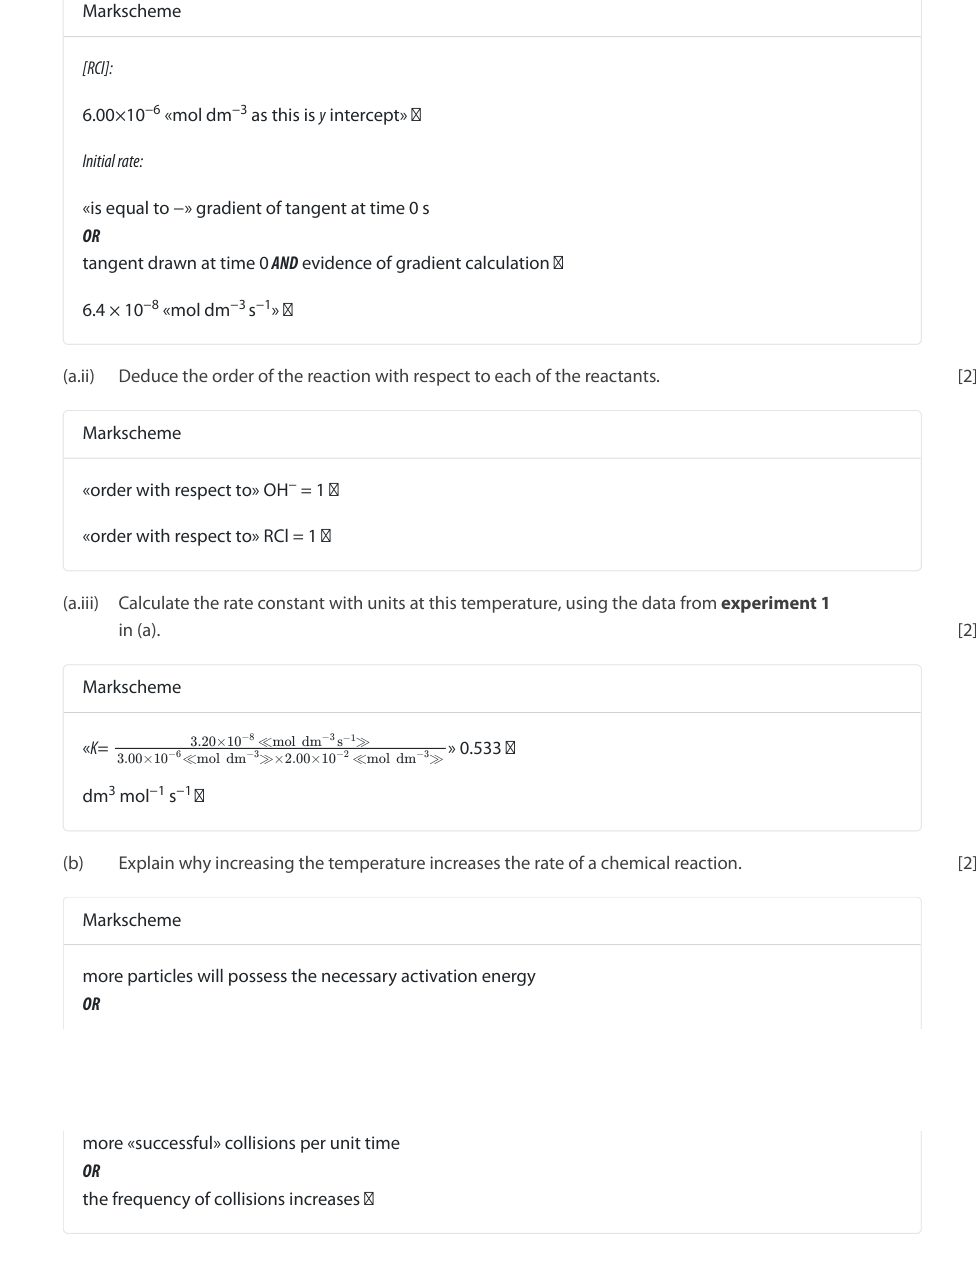 Markscheme
[RCl]:
6.00×10⁻⁶ «mol dm⁻³ as this is y intercept» 
Initial rate:
«is equal to −» gradient of tangent at time 0 s
OR
tangent drawn at time 0 AND evidence of gradient calculation 
6.4 × 10⁻⁸ «mol dm⁻³ s⁻¹» 
(a.ii) Deduce the order of the reaction with respect to each of the reactants. [2]
Markscheme
«order with respect to» OH⁻ = 1 
«order with respect to» RCl = 1 
(a.iii) Calculate the rate constant with units at this temperature, using the data from experiment 1
in (a). [2]
Markscheme
«K= 3.20×10⁻⁸ ≪mol dm⁻³ s⁻¹≫ / 3.00×10⁻⁶ ≪mol dm⁻³≫×2.00×10⁻² ≪mol dm⁻³≫ » 0.533 
dm³ mol⁻¹ s⁻¹ 
(b) Explain why increasing the temperature increases the rate of a chemical reaction. [2]
Markscheme
more particles will possess the necessary activation energy
OR
more «successful» collisions per unit time
OR
the frequency of collisions increases